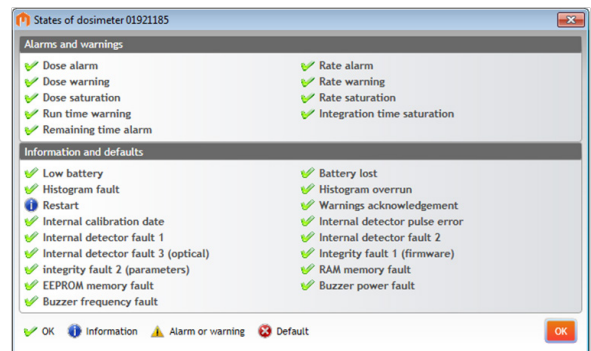 States of dosimeter 01921185
Alarms and warnings
Dose alarm
Rate alarm
Dose warning
Rate warning
Dose saturation
Rate saturation
Run time warning
Integration time saturation
Remaining time alarm
Information and defaults
Low battery
Battery lost
Histogram fault
Histogram overrun
Restart
Warnings acknowledgement
Internal calibration date
Internal detector pulse error
Internal detector fault 1
Internal detector fault 2
Internal detector fault 3 (optical)
Integrity fault 1 (firmware)
integrity fault 2 (parameters)
RAM memory fault
EEPROM memory fault
Buzzer power fault
Buzzer frequency fault
OK Information Alarm or warning Default OK